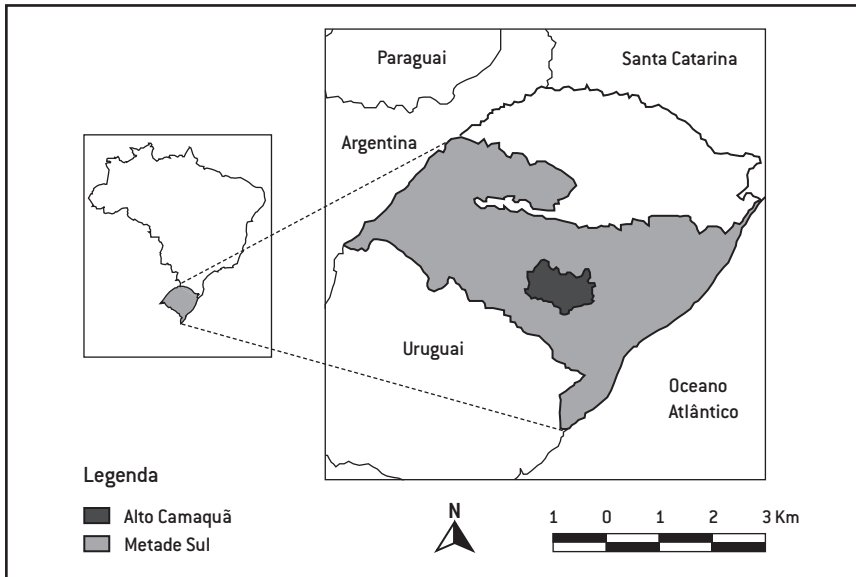 Paraguai
Santa Catarina
Argentina
Uruguai
Oceano
Atlântico
Legenda
Alto Camaquã
Metade Sul
N
1 0 1 2 3 Km